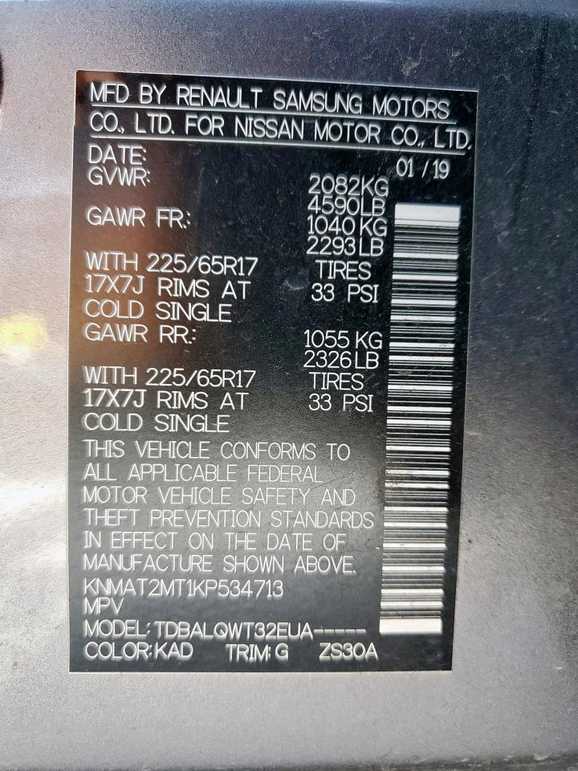 MFD BY RENAULT SAMSUNG MOTORS
CO., LTD. FOR NISSAN MOTOR CO., LTD.
DATE: 01 / 19
GVWR: 2082KG
4590LB
GAWR FR.: 1040 KG
2293 LB
WITH 225/65R17 TIRES
17X7J RIMS AT 33 PSI
COLD SINGLE
GAWR RR.: 1055 KG
2326 LB
WITH 225/65R17 TIRES
17X7J RIMS AT 33 PSI
COLD SINGLE
THIS VEHICLE CONFORMS TO
ALL APPLICABLE FEDERAL
MOTOR VEHICLE SAFETY AND
THEFT PREVENTION STANDARDS
IN EFFECT ON THE DATE OF
MANUFACTURE SHOWN ABOVE.
KNMAT2MT1KP534713
MPV
MODEL: TDBALQWT32EUA-----
COLOR: KAD TRIM: G ZS30A